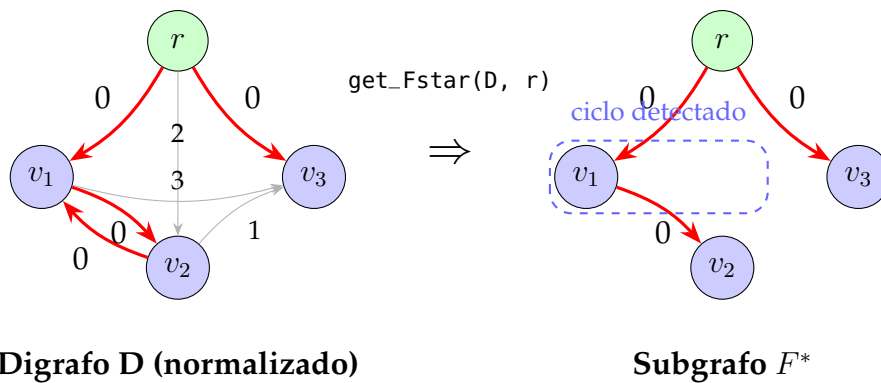 r
0
0
2
3
v₁
v₃
0
0
1
v₂
Digrafo D (normalizado)
get_Fstar(D, r)
⇒
r
0
0
ciclo detectado
v₁
v₃
0
v₂
Subgrafo F*